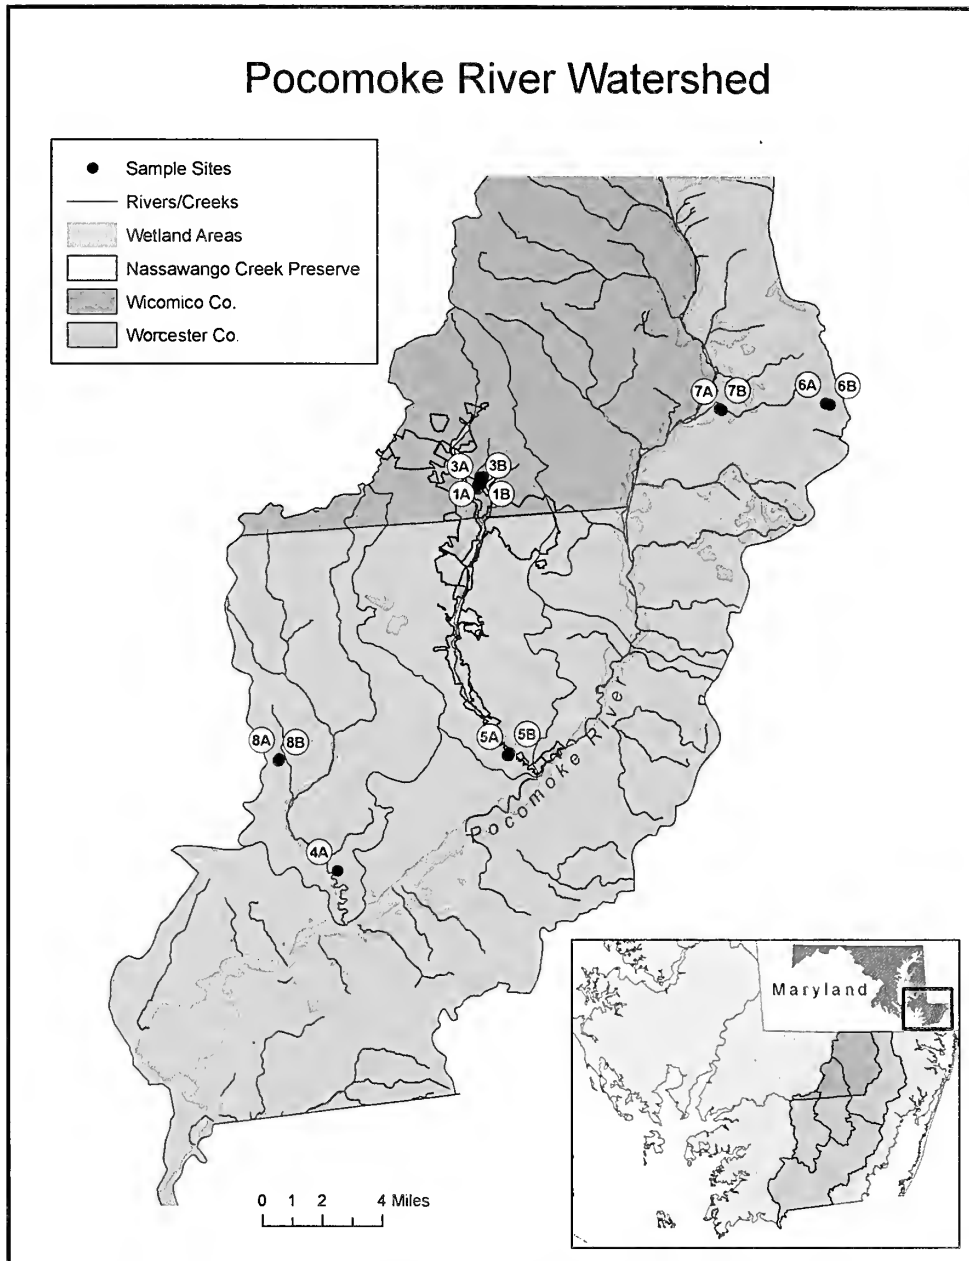 Pocomoke River Watershed
Sample Sites
Rivers/Creeks
Wetland Areas
Nassawango Creek Preserve
Wicomico Co.
Worcester Co.
7A 7B 6A 6B
3A 3B
1A 1B
8A 8B
5A 5B
4A
Pocomoke River
Maryland
0 1 2 4 Miles